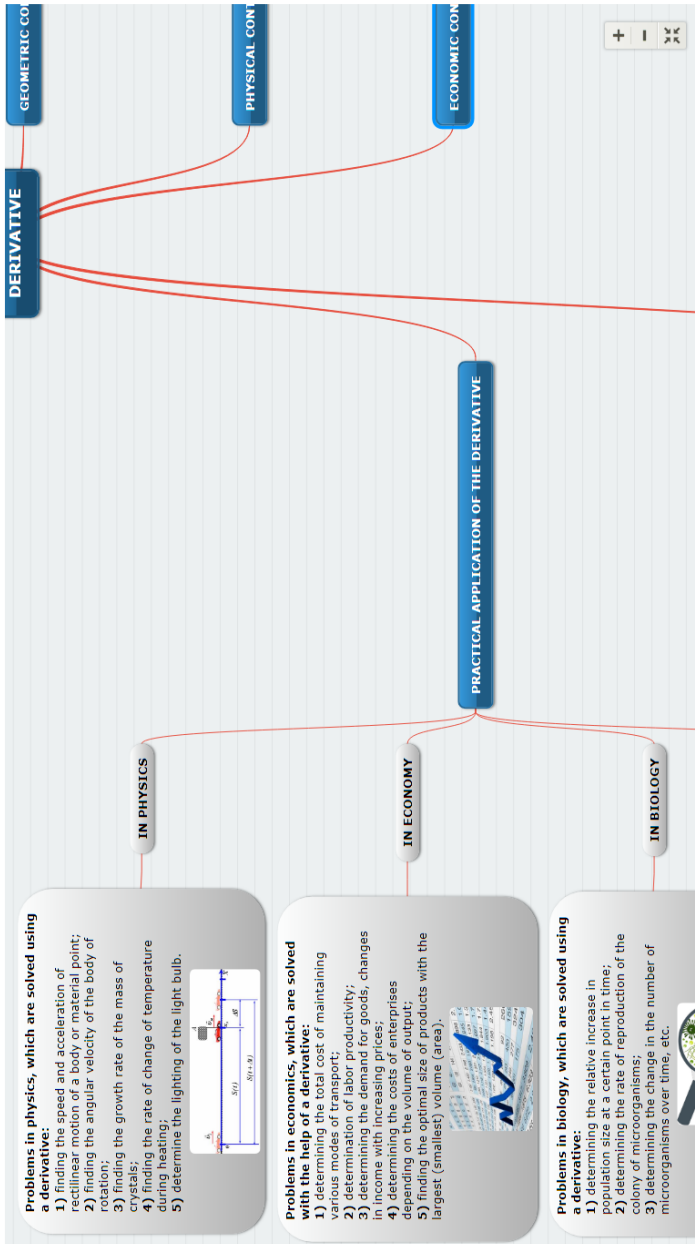 DERIVATIVE
GEOMETRIC CO
PHYSICAL CONT
ECONOMIC CON
PRACTICAL APPLICATION OF THE DERIVATIVE
IN PHYSICS
Problems in physics, which are solved using
a derivative:
1) finding the speed and acceleration of
rectilinear motion of a body or material point;
2) finding the angular velocity of the body of
rotation;
3) finding the growth rate of the mass of
crystals;
4) finding the rate of change of temperature
during heating;
5) determine the lighting of the light bulb.
S(t)
ΔS
S(t+Δt)
IN ECONOMY
Problems in economics, which are solved
with the help of a derivative:
1) determining the total cost of maintaining
various modes of transport;
2) determination of labor productivity;
3) determining the demand for goods, changes
in income with increasing prices;
4) determining the costs of enterprises
depending on the volume of output;
5) finding the optimal size of products with the
largest (smallest) volume (area).
IN BIOLOGY
Problems in biology, which are solved using
a derivative:
1) determining the relative increase in
population size at a certain point in time;
2) determining the rate of reproduction of the
colony of microorganisms;
3) determining the change in the number of
microorganisms over time, etc.